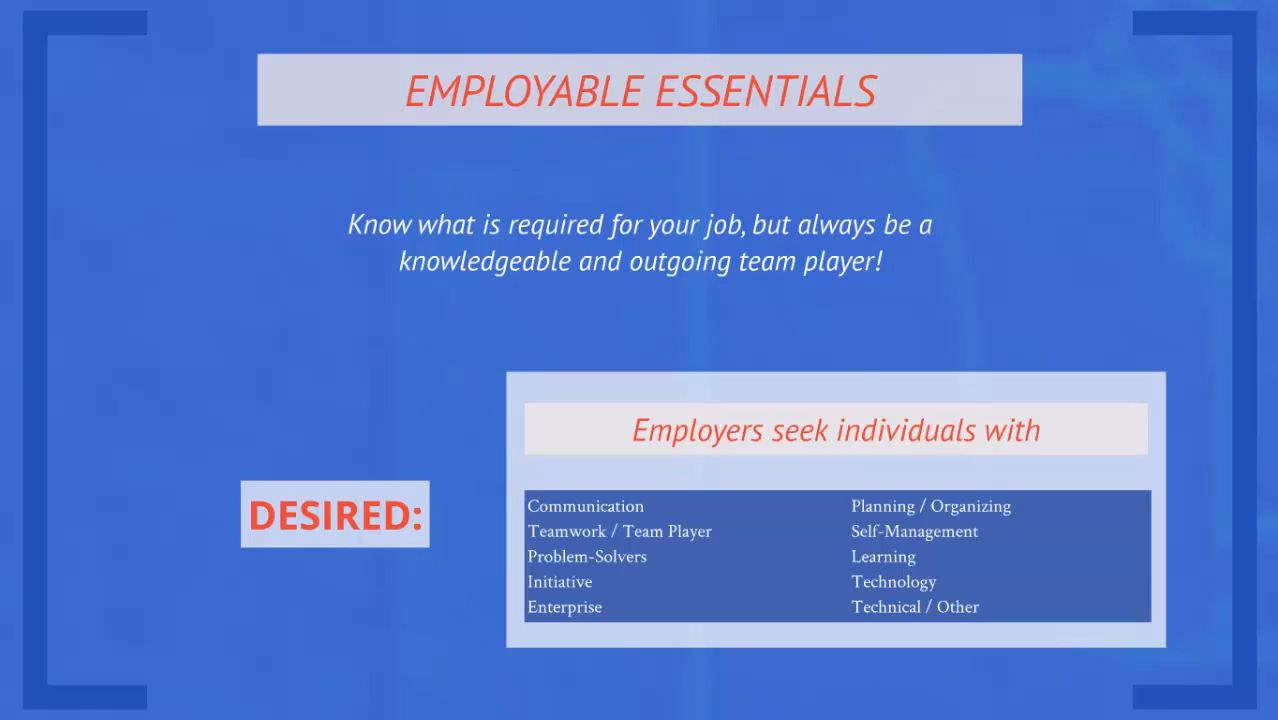 EMPLOYABLE ESSENTIALS
Know what is required for your job, but always be a
knowledgeable and outgoing team player!
Employers seek individuals with
DESIRED:
Communication
Teamwork / Team Player
Problem-Solvers
Initiative
Enterprise
Planning / Organizing
Self-Management
Learning
Technology
Technical / Other